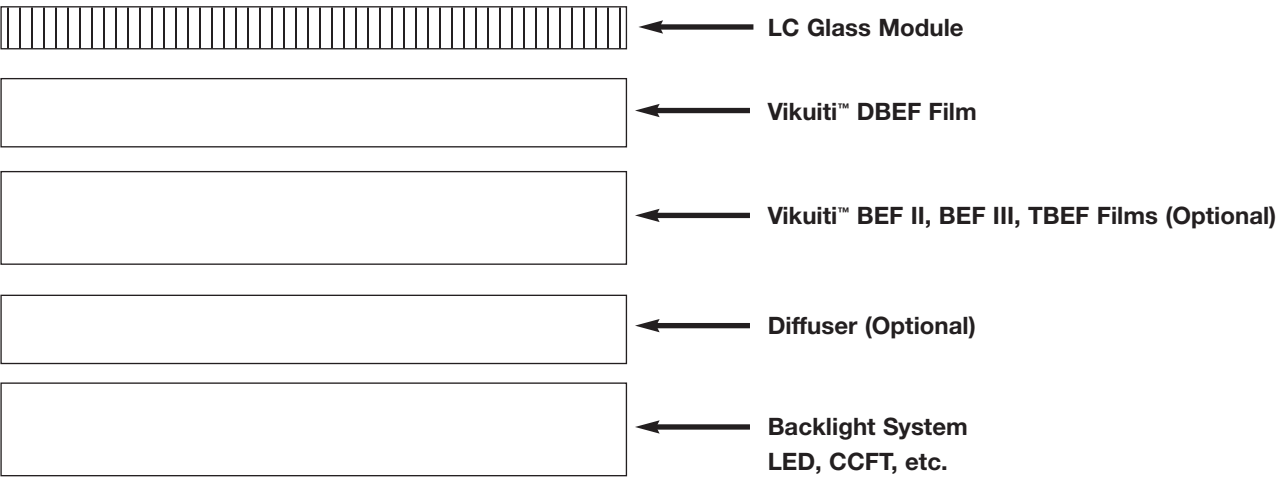 LC Glass Module
Vikuiti™ DBEF Film
Vikuiti™ BEF II, BEF III, TBEF Films (Optional)
Diffuser (Optional)
Backlight System
LED, CCFT, etc.